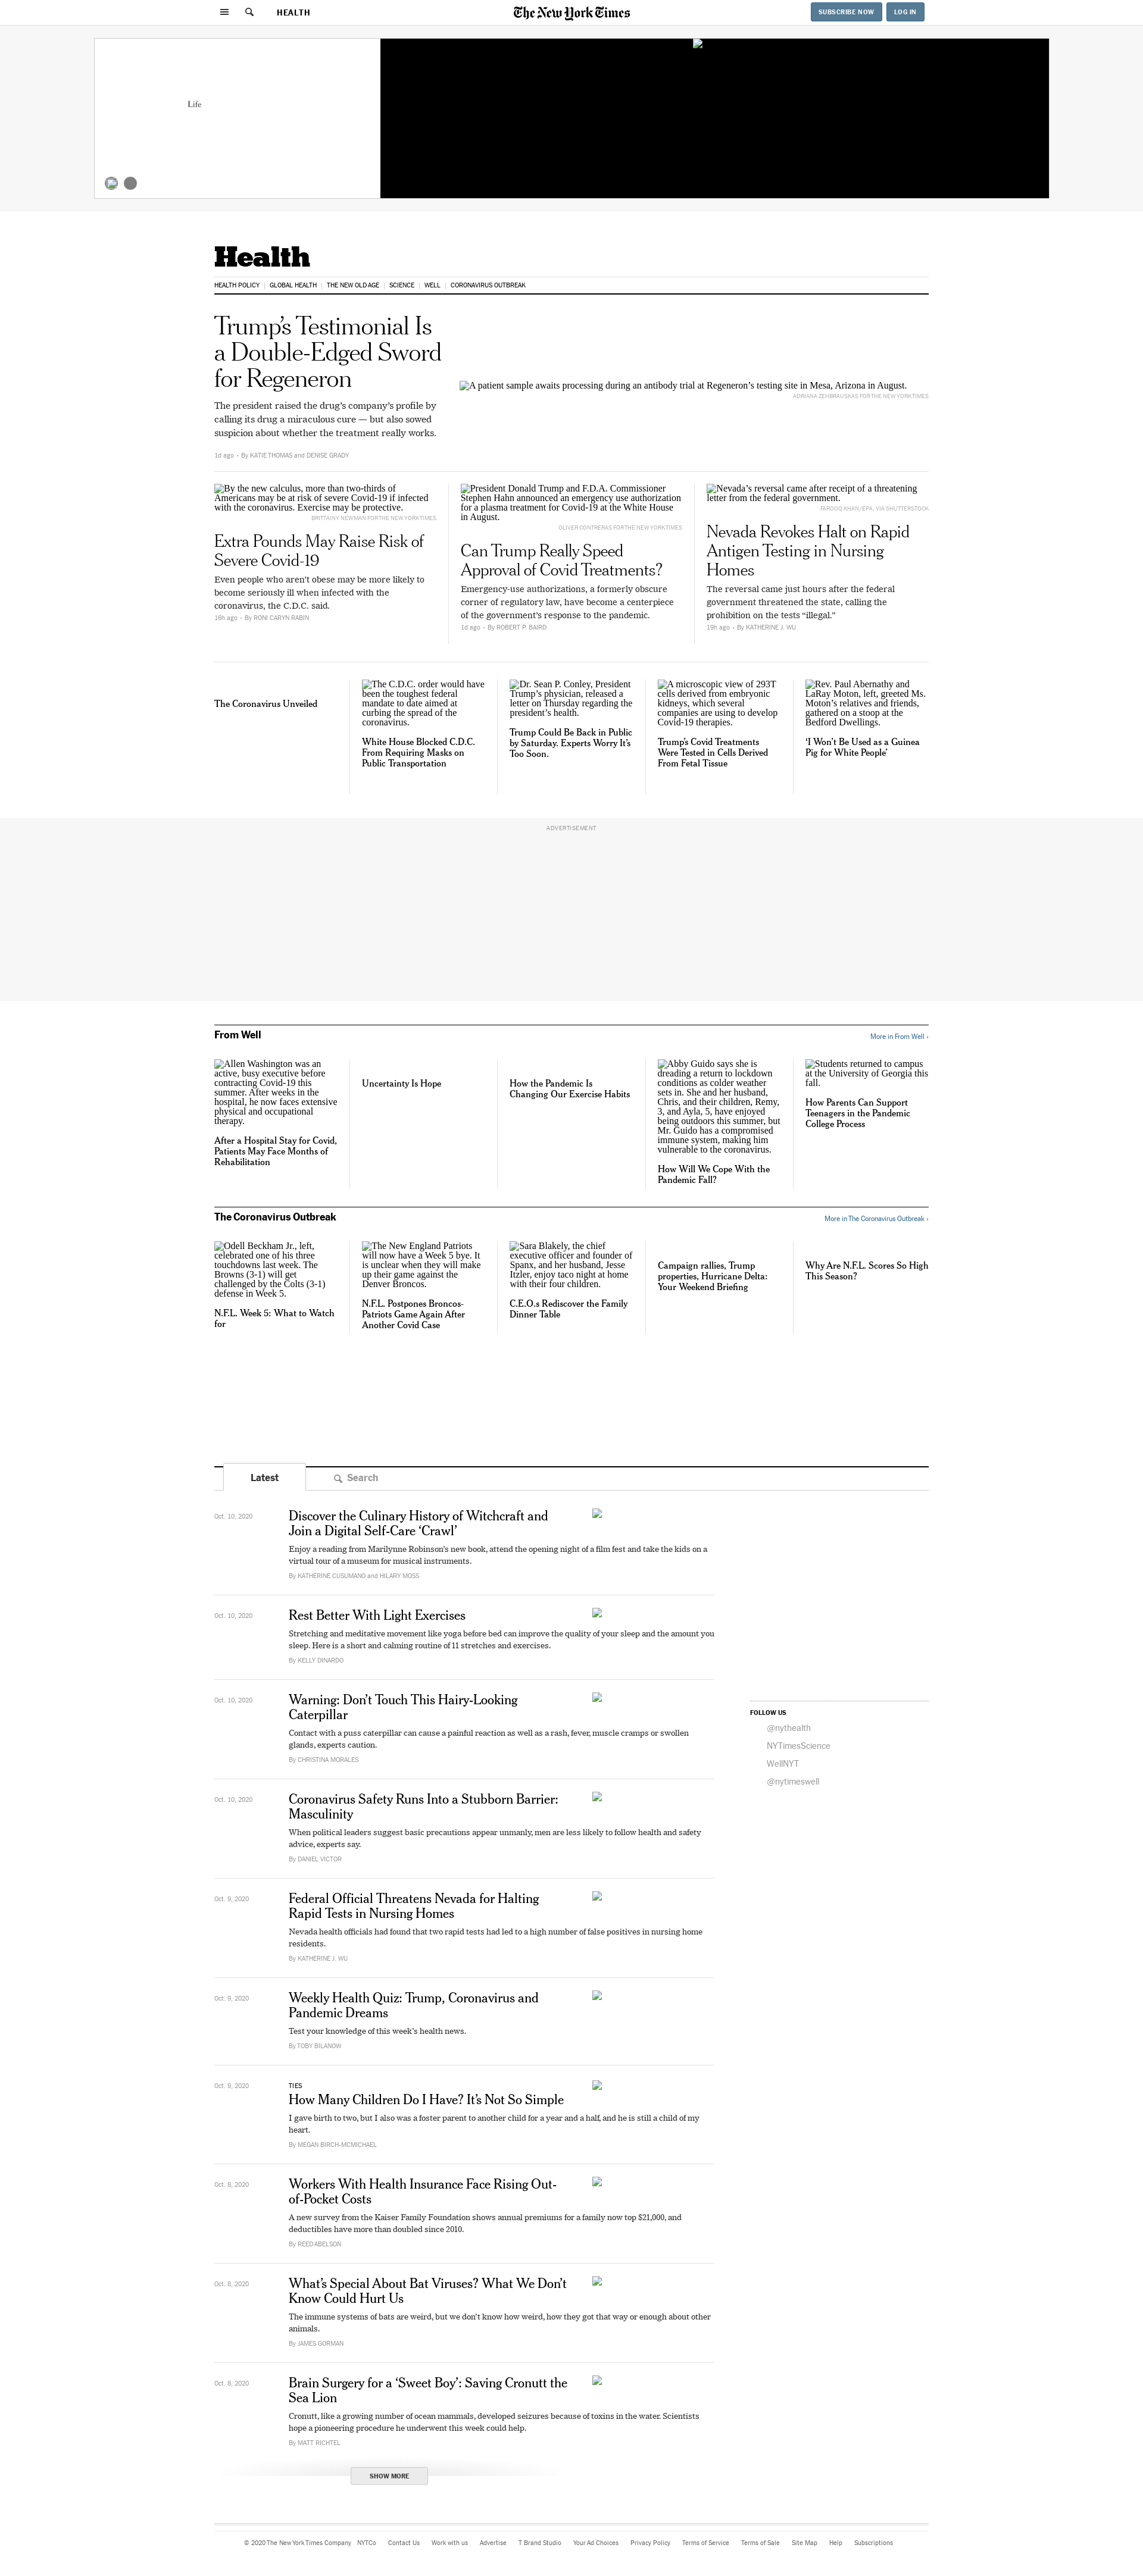 HEALTH
The New York Times
SUBSCRIBE NOW
LOG IN
Life
Health
HEALTH POLICY
GLOBAL HEALTH
THE NEW OLD AGE
SCIENCE
WELL
CORONAVIRUS OUTBREAK
Trump's Testimonial Is
a Double-Edged Sword
for Regeneron
The president raised the drug's company's profile by
calling its drug a miraculous cure — but also sowed
suspicion about whether the treatment really works.
1d ago · By KATIE THOMAS and DENISE GRADY
A patient sample awaits processing during an antibody trial at Regeneron's testing site in Mesa, Arizona in August.
ADRIANA ZEHBRAUSKAS FOR THE NEW YORK TIMES
By the new calculus, more than two-thirds of
Americans may be at risk of severe Covid-19 if infected
with the coronavirus. Exercise may be protective.
BRITTAINY NEWMAN FOR THE NEW YORK TIMES
Extra Pounds May Raise Risk of
Severe Covid-19
Even people who aren't obese may be more likely to
become seriously ill when infected with the
coronavirus, the C.D.C. said.
16h ago · By RONI CARYN RABIN
President Donald Trump and F.D.A. Commissioner
Stephen Hahn announced an emergency use authorization
for a plasma treatment for Covid-19 at the White House
in August.
OLIVER CONTRERAS FOR THE NEW YORK TIMES
Can Trump Really Speed
Approval of Covid Treatments?
Emergency-use authorizations, a formerly obscure
corner of regulatory law, have become a centerpiece
of the government's response to the pandemic.
1d ago · By ROBERT P. BAIRD
Nevada's reversal came after receipt of a threatening
letter from the federal government.
FAROOQ KHAN/EPA, VIA SHUTTERSTOCK
Nevada Revokes Halt on Rapid
Antigen Testing in Nursing
Homes
The reversal came just hours after the federal
government threatened the state, calling the
prohibition on the tests "illegal."
19h ago · By KATHERINE J. WU
The Coronavirus Unveiled
The C.D.C. order would have
been the toughest federal
mandate to date aimed at
curbing the spread of the
coronavirus.
White House Blocked C.D.C.
From Requiring Masks on
Public Transportation
Dr. Sean P. Conley, President
Trump's physician, released a
letter on Thursday regarding the
president's health.
Trump Could Be Back in Public
by Saturday. Experts Worry It's
Too Soon.
A microscopic view of 293T
cells derived from embryonic
kidneys, which several
companies are using to develop
Covid-19 therapies.
Trump's Covid Treatments
Were Tested in Cells Derived
From Fetal Tissue
Rev. Paul Abernathy and
LaRay Moton, left, greeted Ms.
Moton's relatives and friends,
gathered on a stoop at the
Bedford Dwellings.
'I Won't Be Used as a Guinea
Pig for White People'
ADVERTISEMENT
From Well
More in From Well ›
Allen Washington was an
active, busy executive before
contracting Covid-19 this
summer. After weeks in the
hospital, he now faces extensive
physical and occupational
therapy.
After a Hospital Stay for Covid,
Patients May Face Months of
Rehabilitation
Uncertainty Is Hope
How the Pandemic Is
Changing Our Exercise Habits
Abby Guido says she is
dreading a return to lockdown
conditions as colder weather
sets in. She and her husband,
Chris, and their children, Remy,
3, and Ayla, 5, have enjoyed
being outdoors this summer, but
Mr. Guido has a compromised
immune system, making him
vulnerable to the coronavirus.
How Will We Cope With the
Pandemic Fall?
Students returned to campus
at the University of Georgia this
fall.
How Parents Can Support
Teenagers in the Pandemic
College Process
The Coronavirus Outbreak
More in The Coronavirus Outbreak ›
Odell Beckham Jr., left,
celebrated one of his three
touchdowns last week. The
Browns (3-1) will get
challenged by the Colts (3-1)
defense in Week 5.
N.F.L. Week 5: What to Watch
for
The New England Patriots
will now have a Week 5 bye. It
is unclear when they will make
up their game against the
Denver Broncos.
N.F.L. Postpones Broncos-
Patriots Game Again After
Another Covid Case
Sara Blakely, the chief
executive officer and founder of
Spanx, and her husband, Jesse
Itzler, enjoy taco night at home
with their four children.
C.E.O.s Rediscover the Family
Dinner Table
Campaign rallies, Trump
properties, Hurricane Delta:
Your Weekend Briefing
Why Are N.F.L. Scores So High
This Season?
Latest
Search
Oct. 10, 2020
Discover the Culinary History of Witchcraft and
Join a Digital Self-Care 'Crawl'
Enjoy a reading from Marilynne Robinson's new book, attend the opening night of a film fest and take the kids on a
virtual tour of a museum for musical instruments.
By KATHERINE CUSUMANO and HILARY MOSS
Oct. 10, 2020
Rest Better With Light Exercises
Stretching and meditative movement like yoga before bed can improve the quality of your sleep and the amount you
sleep. Here is a short and calming routine of 11 stretches and exercises.
By KELLY DINARDO
Oct. 10, 2020
Warning: Don't Touch This Hairy-Looking
Caterpillar
Contact with a puss caterpillar can cause a painful reaction as well as a rash, fever, muscle cramps or swollen
glands, experts caution.
By CHRISTINA MORALES
FOLLOW US
@nythealth
NYTimesScience
WellNYT
@nytimeswell
Oct. 10, 2020
Coronavirus Safety Runs Into a Stubborn Barrier:
Masculinity
When political leaders suggest basic precautions appear unmanly, men are less likely to follow health and safety
advice, experts say.
By DANIEL VICTOR
Oct. 9, 2020
Federal Official Threatens Nevada for Halting
Rapid Tests in Nursing Homes
Nevada health officials had found that two rapid tests had led to a high number of false positives in nursing home
residents.
By KATHERINE J. WU
Oct. 9, 2020
Weekly Health Quiz: Trump, Coronavirus and
Pandemic Dreams
Test your knowledge of this week's health news.
By TOBY BILANOW
Oct. 9, 2020
TIES
How Many Children Do I Have? It's Not So Simple
I gave birth to two, but I also was a foster parent to another child for a year and a half, and he is still a child of my
heart.
By MEGAN BIRCH-MCMICHAEL
Oct. 8, 2020
Workers With Health Insurance Face Rising Out-
of-Pocket Costs
A new survey from the Kaiser Family Foundation shows annual premiums for a family now top $21,000, and
deductibles have more than doubled since 2010.
By REED ABELSON
Oct. 8, 2020
What's Special About Bat Viruses? What We Don't
Know Could Hurt Us
The immune systems of bats are weird, but we don't know how weird, how they got that way or enough about other
animals.
By JAMES GORMAN
Oct. 8, 2020
Brain Surgery for a 'Sweet Boy': Saving Cronutt the
Sea Lion
Cronutt, like a growing number of ocean mammals, developed seizures because of toxins in the water. Scientists
hope a pioneering procedure he underwent this week could help.
By MATT RICHTEL
SHOW MORE
© 2020 The New York Times Company
NYTCo
Contact Us
Work with us
Advertise
T Brand Studio
Your Ad Choices
Privacy Policy
Terms of Service
Terms of Sale
Site Map
Help
Subscriptions